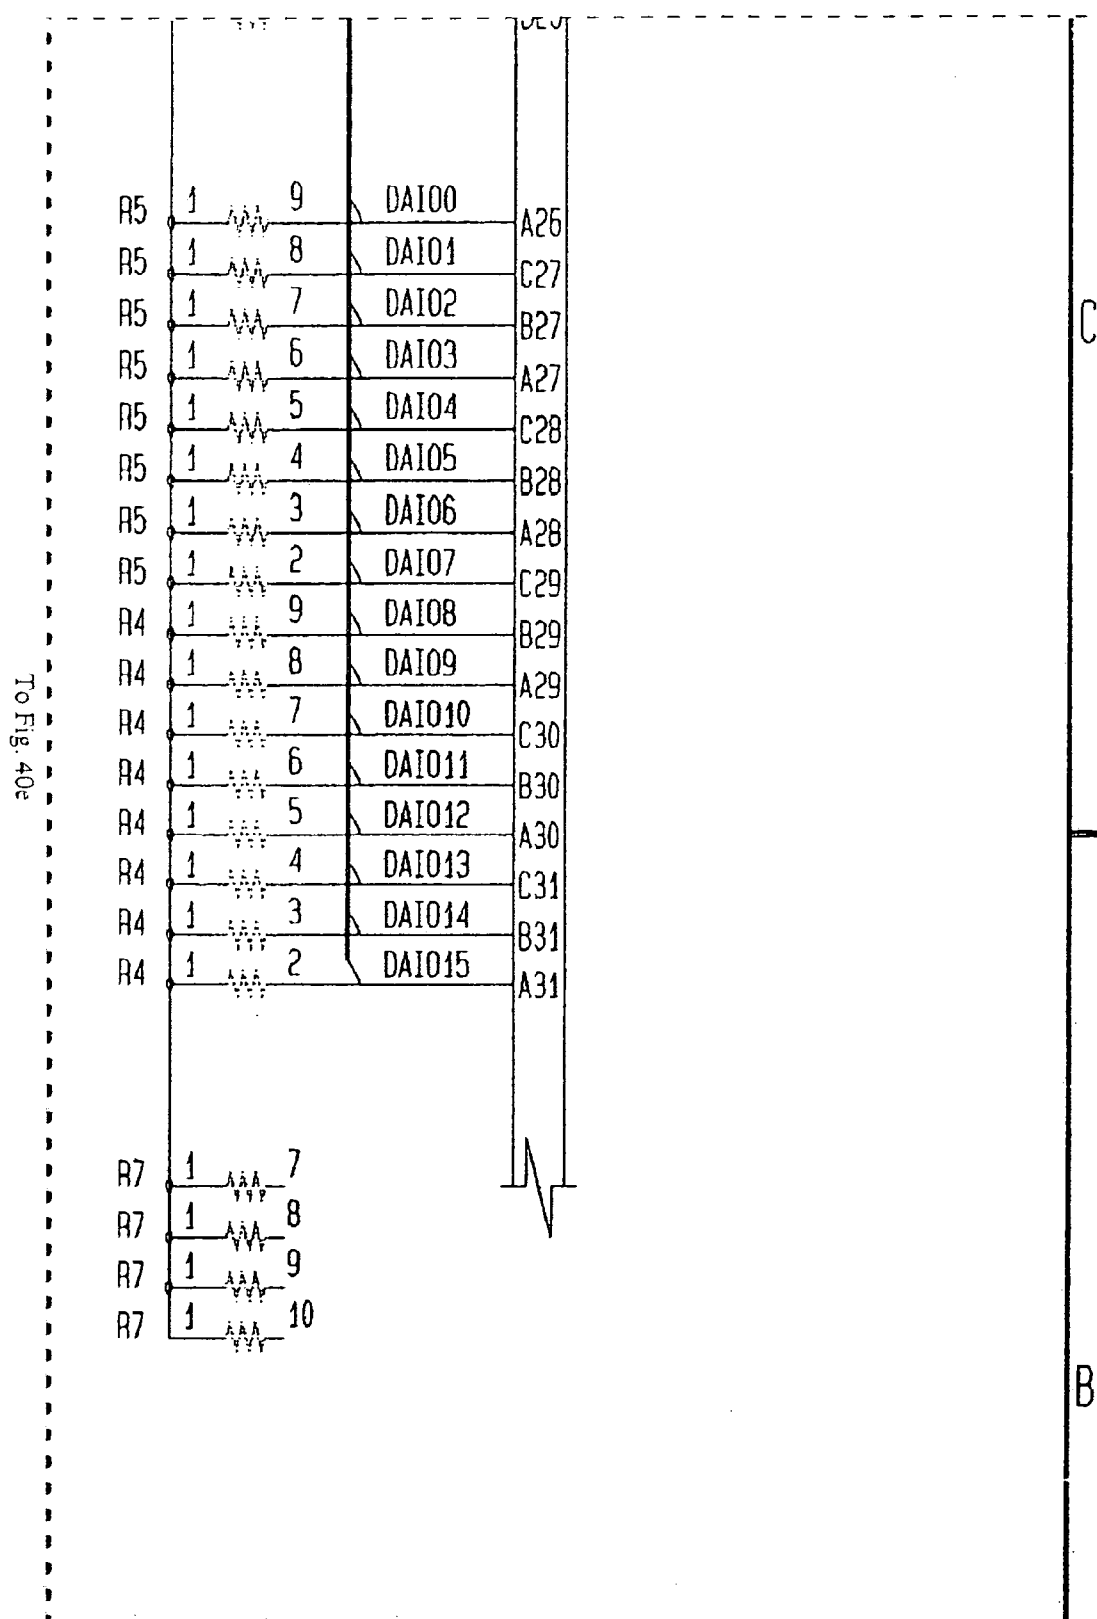 R5 1 9 DAI00 A26
R5 1 8 DAI01 C27
R5 1 7 DAI02 B27
R5 1 6 DAI03 A27
R5 1 5 DAI04 C28
R5 1 4 DAI05 B28
R5 1 3 DAI06 A28
R5 1 2 DAI07 C29
R4 1 9 DAI08 B29
R4 1 8 DAI09 A29
R4 1 7 DAI010 C30
R4 1 6 DAI011 B30
R4 1 5 DAI012 A30
R4 1 4 DAI013 C31
R4 1 3 DAI014 B31
R4 1 2 DAI015 A31
R7 1 7
R7 1 8
R7 1 9
R7 1 10
To Fig. 40e
C
B